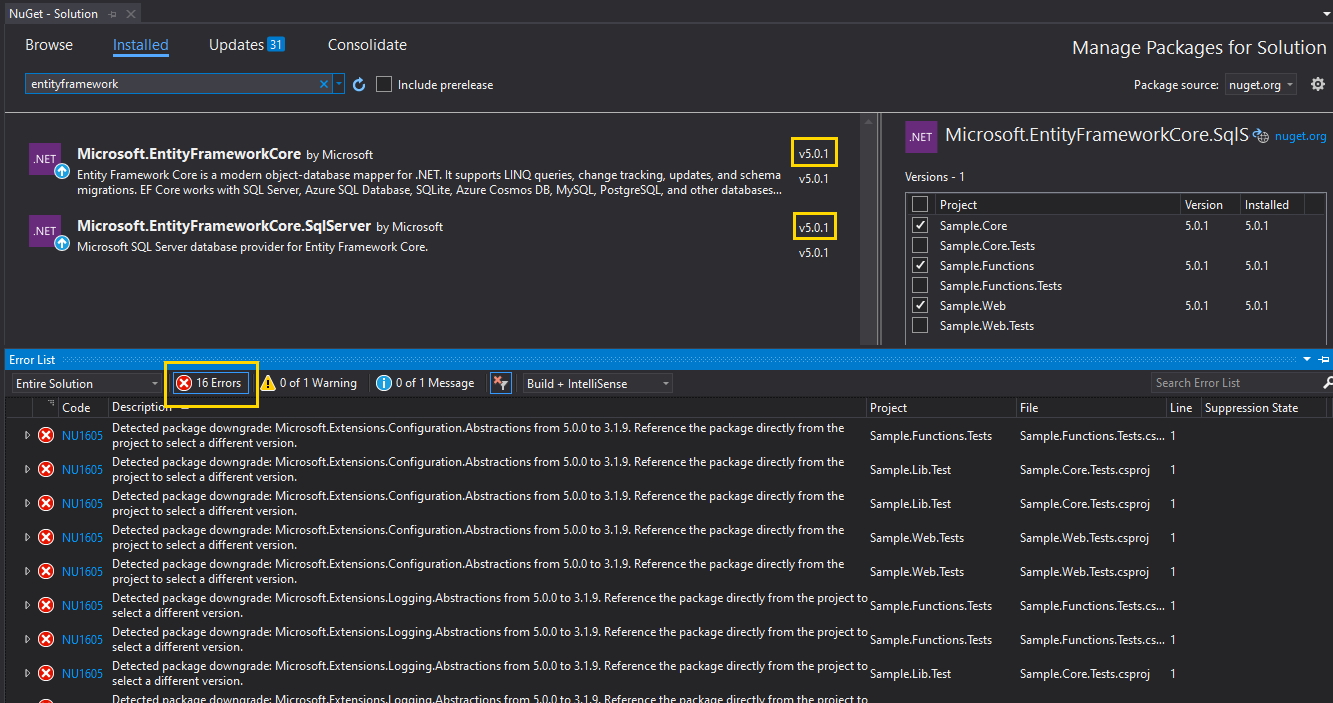 NuGet - Solution
Browse
Installed
Updates 31
Consolidate
Manage Packages for Solution
entityframework
Include prerelease
Package source: nuget.org
.NET
Microsoft.EntityFrameworkCore by Microsoft
v5.0.1
Entity Framework Core is a modern object-database mapper for .NET. It supports LINQ queries, change tracking, updates, and schema
v5.0.1
migrations. EF Core works with SQL Server, Azure SQL Database, SQLite, Azure Cosmos DB, MySQL, PostgreSQL, and other databases...
.NET
Microsoft.EntityFrameworkCore.SqlServer by Microsoft
v5.0.1
Microsoft SQL Server database provider for Entity Framework Core.
v5.0.1
.NET
Microsoft.EntityFrameworkCore.SqlS
nuget.org
Versions - 1
Project Version Installed
Sample.Core 5.0.1 5.0.1
Sample.Core.Tests
Sample.Functions 5.0.1 5.0.1
Sample.Functions.Tests
Sample.Web 5.0.1 5.0.1
Sample.Web.Tests
Error List
Entire Solution
16 Errors
0 of 1 Warning
0 of 1 Message
Build + IntelliSense
Search Error List
Code Description Project File Line Suppression State
NU1605 Detected package downgrade: Microsoft.Extensions.Configuration.Abstractions from 5.0.0 to 3.1.9. Reference the package directly from the
project to select a different version.
Sample.Functions.Tests Sample.Functions.Tests.cs... 1
NU1605 Detected package downgrade: Microsoft.Extensions.Configuration.Abstractions from 5.0.0 to 3.1.9. Reference the package directly from the
project to select a different version.
Sample.Lib.Test Sample.Core.Tests.csproj 1
NU1605 Detected package downgrade: Microsoft.Extensions.Configuration.Abstractions from 5.0.0 to 3.1.9. Reference the package directly from the
project to select a different version.
Sample.Lib.Test Sample.Core.Tests.csproj 1
NU1605 Detected package downgrade: Microsoft.Extensions.Configuration.Abstractions from 5.0.0 to 3.1.9. Reference the package directly from the
project to select a different version.
Sample.Web.Tests Sample.Web.Tests.csproj 1
NU1605 Detected package downgrade: Microsoft.Extensions.Configuration.Abstractions from 5.0.0 to 3.1.9. Reference the package directly from the
project to select a different version.
Sample.Web.Tests Sample.Web.Tests.csproj 1
NU1605 Detected package downgrade: Microsoft.Extensions.Logging.Abstractions from 5.0.0 to 3.1.9. Reference the package directly from the project to
select a different version.
Sample.Functions.Tests Sample.Functions.Tests.cs... 1
NU1605 Detected package downgrade: Microsoft.Extensions.Logging.Abstractions from 5.0.0 to 3.1.9. Reference the package directly from the project to
select a different version.
Sample.Functions.Tests Sample.Functions.Tests.cs... 1
NU1605 Detected package downgrade: Microsoft.Extensions.Logging.Abstractions from 5.0.0 to 3.1.9. Reference the package directly from the project to
select a different version.
Sample.Lib.Test Sample.Core.Tests.csproj 1
Detected package downgrade: Microsoft.Extensions.Logging.Abstractions from 5.0.0 to 3.1.9. Reference the package directly from the project to